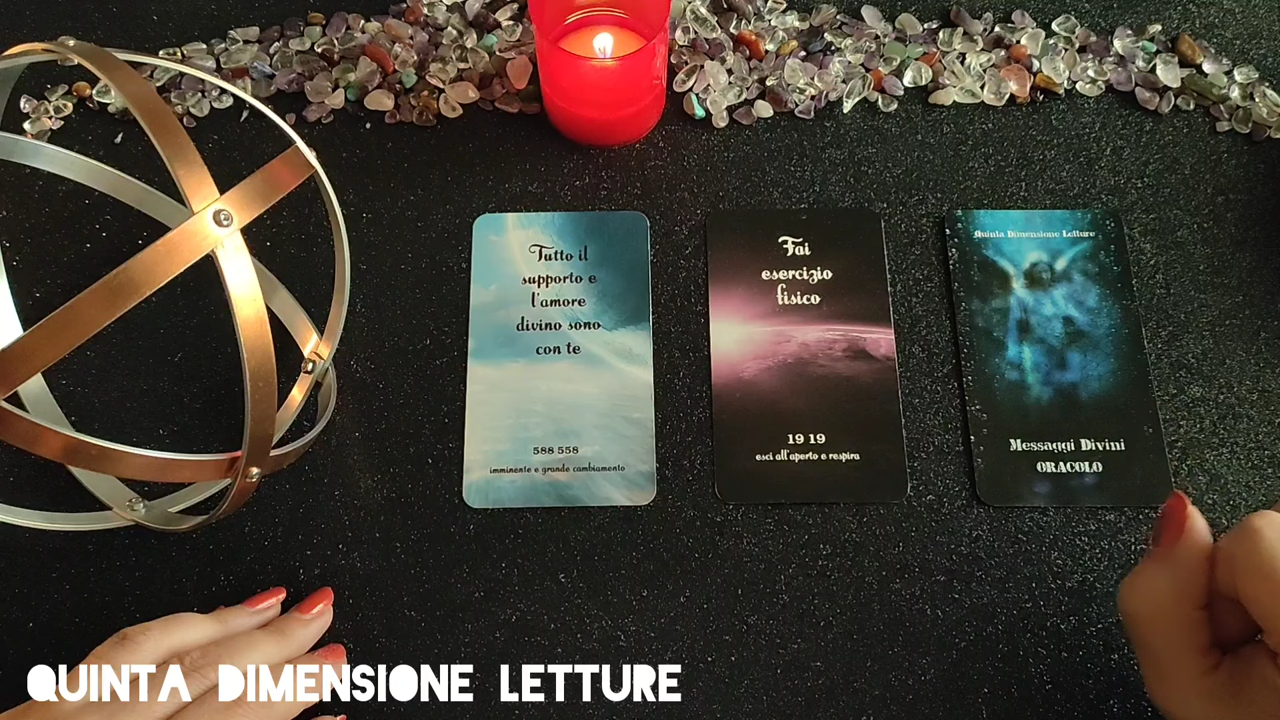 Tutto il
supporto e
l'amore
divino sono
con te
588 558
imminente e grande cambiamento
Fai
esercizio
fisico
19 19
esci all'aperto e respira
Quinta Dimensione Letture
Messaggi Divini
ORACOLO
QUINTA DIMENSIONE LETTURE